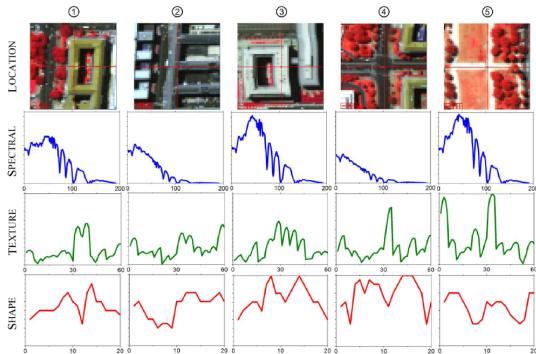 ① ② ③ ④ ⑤
LOCATION
SPECTRAL
0 100 200 0 100 200 0 100 200 0 100 200 0 100 200
TEXTURE
0 30 60 0 30 60 0 30 60 0 30 60 0 30 60
SHAPE
0 10 20 0 10 20 0 10 20 0 10 20 0 10 20